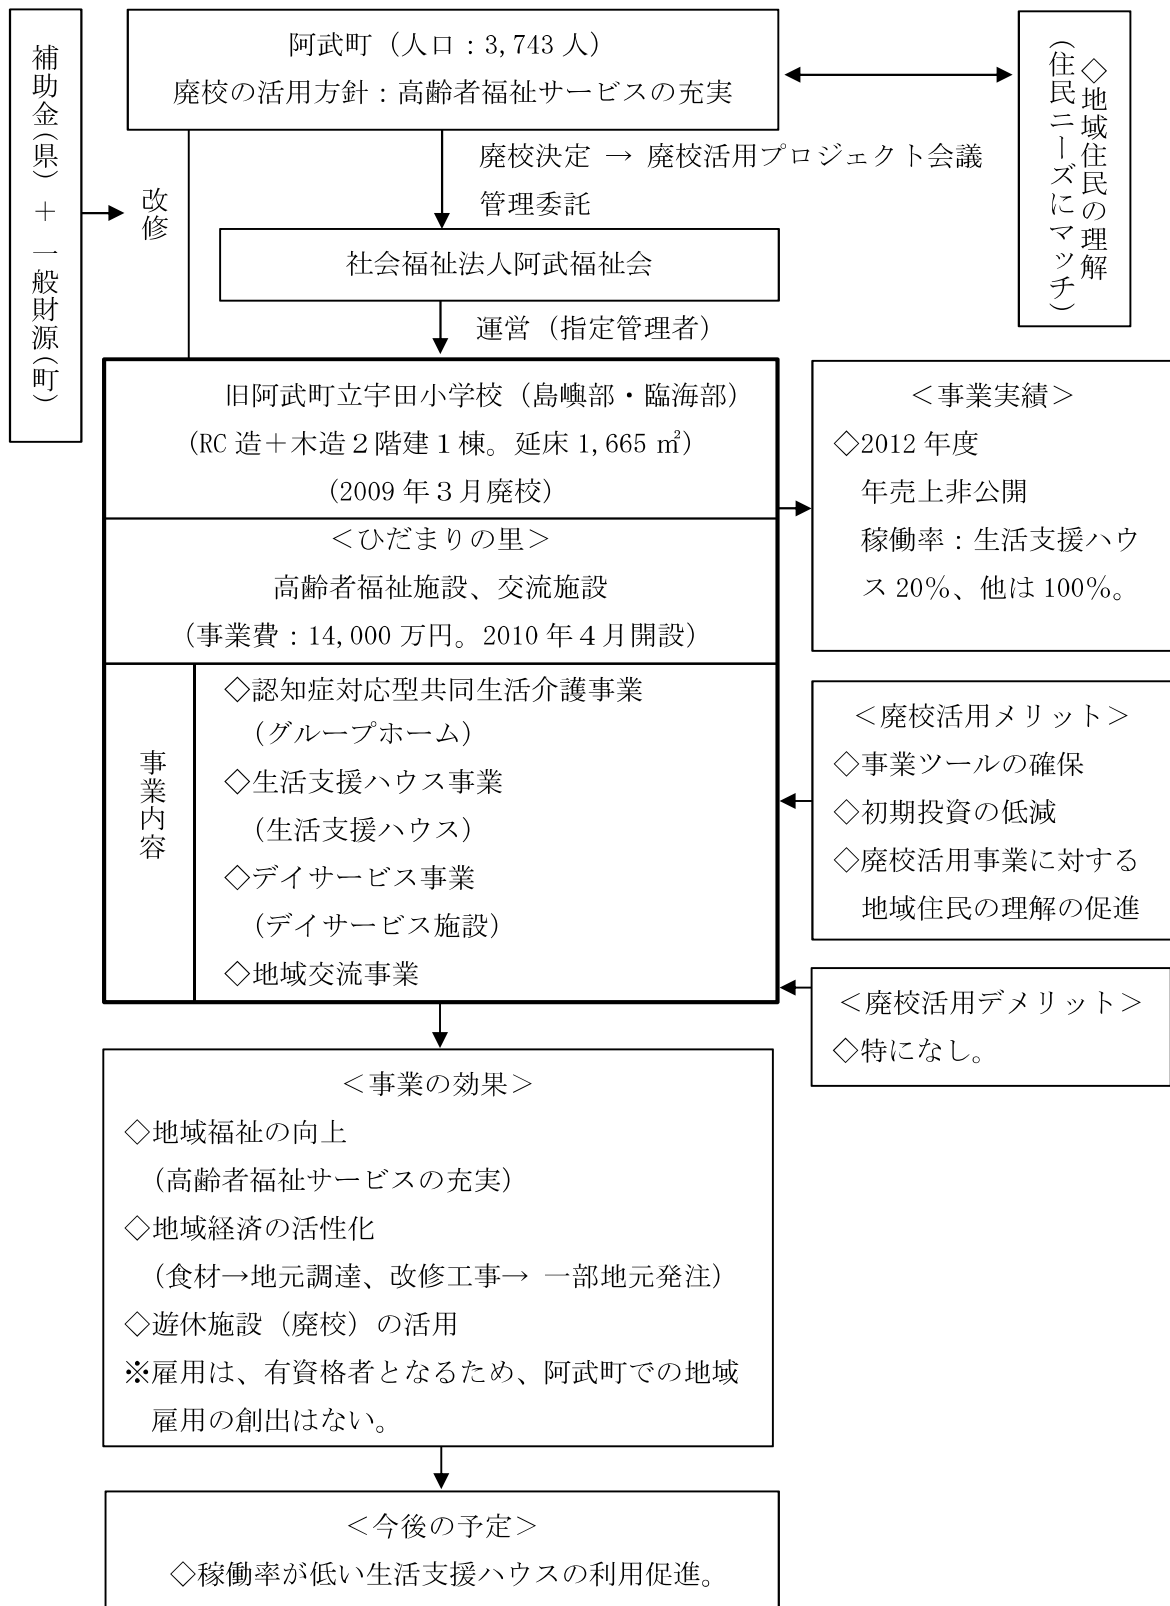 補助金(県) ＋ 一般財源(町)
阿武町（人口：3,743 人）
廃校の活用方針：高齢者福祉サービスの充実
◇地域住民の理解
(住民ニーズにマッチ)
改修
廃校決定 → 廃校活用プロジェクト会議
管理委託
社会福祉法人阿武福祉会
運営（指定管理者）
旧阿武町立宇田小学校（島嶼部・臨海部）
（RC 造＋木造２階建１棟。延床 1,665 ㎡）
（2009 年３月廃校）
＜ひだまりの里＞
高齢者福祉施設、交流施設
（事業費：14,000 万円。2010 年４月開設）
事業内容
◇認知症対応型共同生活介護事業
（グループホーム）
◇生活支援ハウス事業
（生活支援ハウス）
◇デイサービス事業
（デイサービス施設）
◇地域交流事業
＜事業実績＞
◇2012 年度
年売上非公開
稼働率：生活支援ハウ
ス 20％、他は 100％。
＜廃校活用メリット＞
◇事業ツールの確保
◇初期投資の低減
◇廃校活用事業に対する
地域住民の理解の促進
＜廃校活用デメリット＞
◇特になし。
＜事業の効果＞
◇地域福祉の向上
（高齢者福祉サービスの充実）
◇地域経済の活性化
（食材→地元調達、改修工事→ 一部地元発注）
◇遊休施設（廃校）の活用
※雇用は、有資格者となるため、阿武町での地域
雇用の創出はない。
＜今後の予定＞
◇稼働率が低い生活支援ハウスの利用促進。